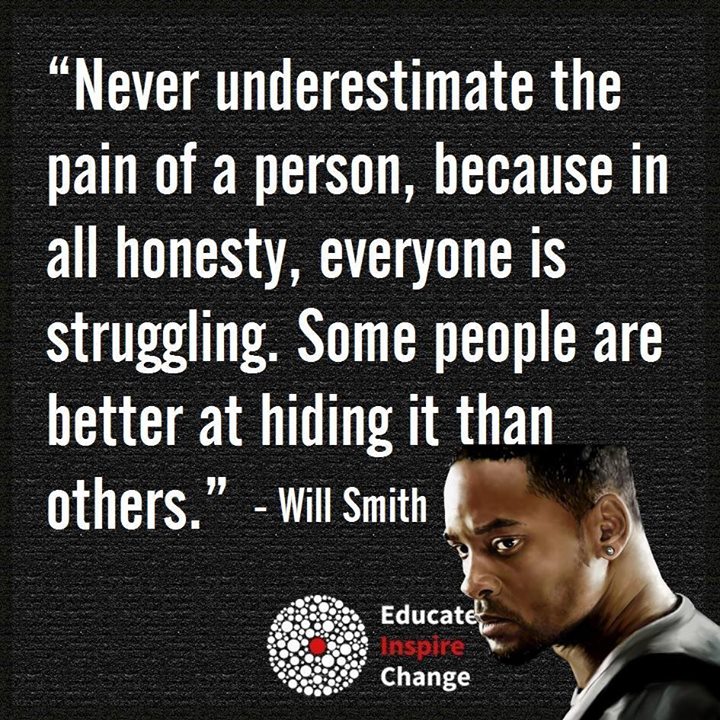 “Never underestimate the
pain of a person, because in
all honesty, everyone is
struggling. Some people are
better at hiding it than
others.” - Will Smith
Educate
Inspire
Change